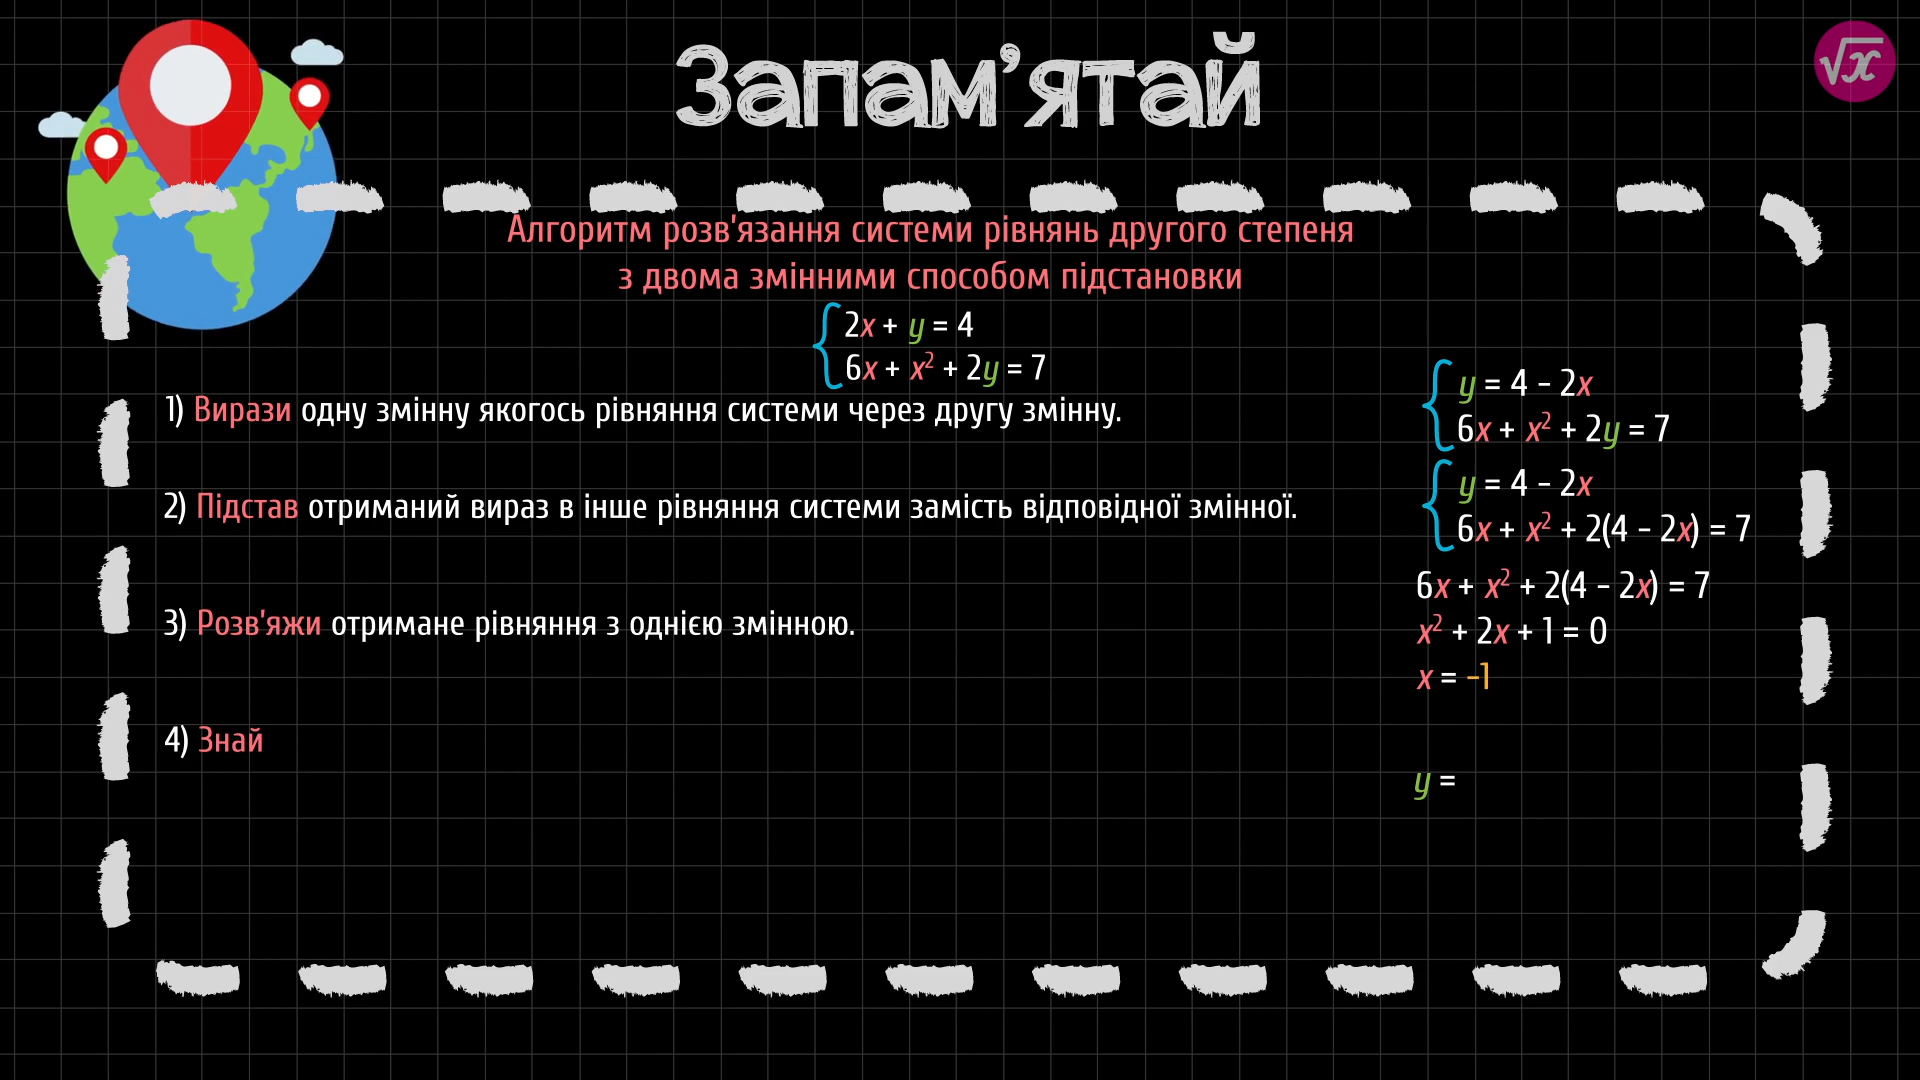 Запам’ятай
√x
Алгоритм розв'язання системи рівнянь другого степеня
з двома змінними способом підстановки
2x + y = 4
6x + x² + 2y = 7
1) Вирази одну змінну якогось рівняння системи через другу змінну.
y = 4 - 2x
6x + x² + 2y = 7
2) Підстав отриманий вираз в інше рівняння системи замість відповідної змінної.
y = 4 - 2x
6x + x² + 2(4 - 2x) = 7
3) Розв'яжи отримане рівняння з однією змінною.
6x + x² + 2(4 - 2x) = 7
x² + 2x + 1 = 0
x = -1
4) Знай
y =